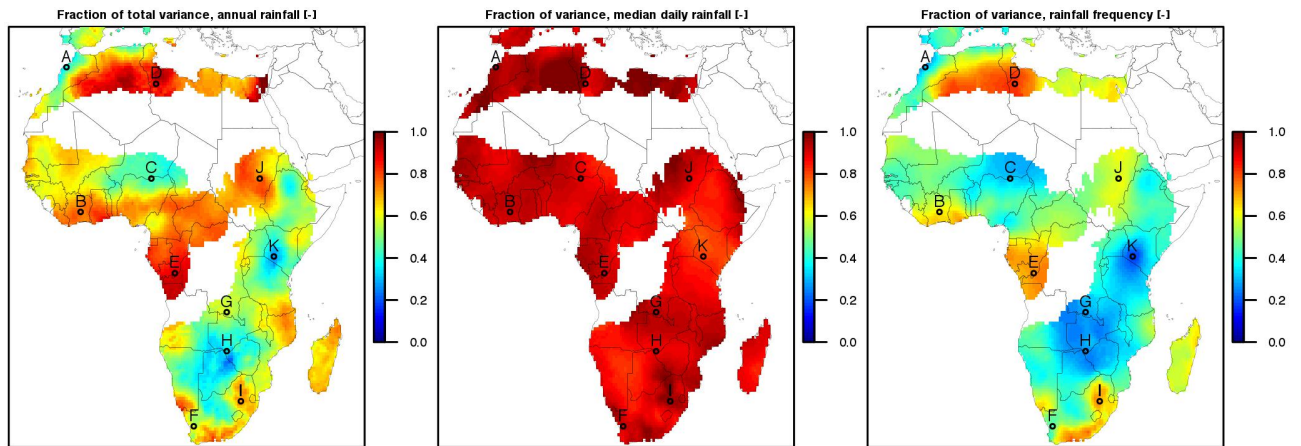 Fraction of total variance, annual rainfall [-]
A
D
C
J
B
K
E
G
H
I
F
1.0
0.8
0.6
0.4
0.2
0.0
Fraction of variance, median daily rainfall [-]
A
D
C
J
B
K
E
G
H
I
F
1.0
0.8
0.6
0.4
0.2
0.0
Fraction of variance, rainfall frequency [-]
A
D
C
J
B
K
E
G
H
I
F
1.0
0.8
0.6
0.4
0.2
0.0